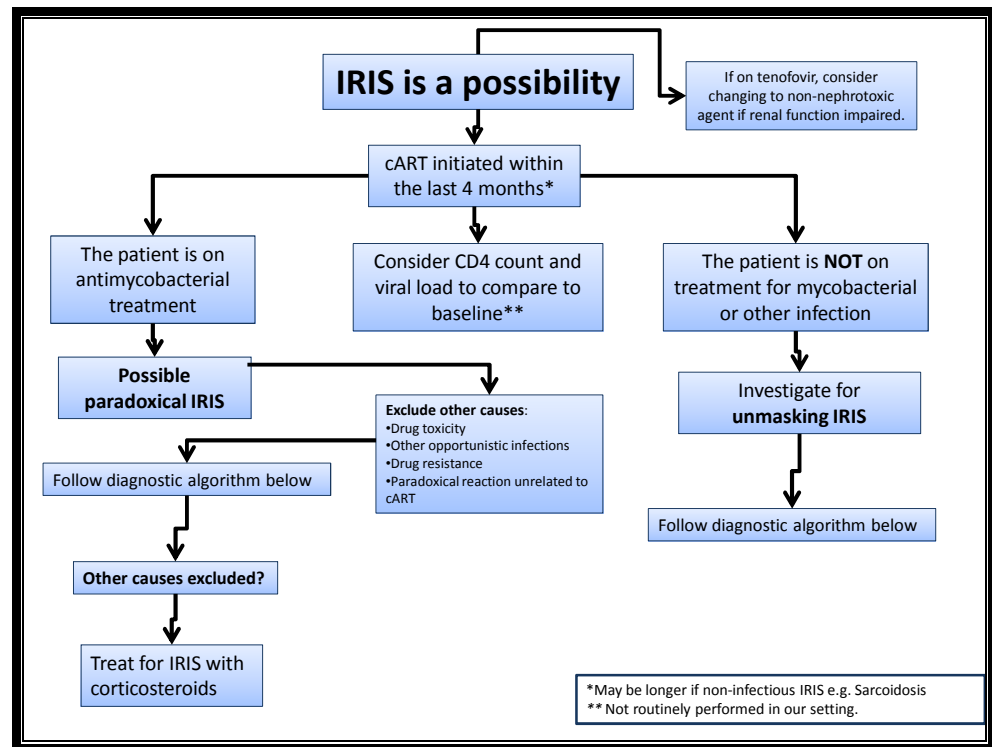 IRIS is a possibility
If on tenofovir, consider
changing to non-nephrotoxic
agent if renal function impaired.
cART initiated within
the last 4 months*
The patient is on
antimycobacterial
treatment
Consider CD4 count and
viral load to compare to
baseline**
The patient is NOT on
treatment for mycobacterial
or other infection
Possible
paradoxical IRIS
Investigate for
unmasking IRIS
Exclude other causes:
•Drug toxicity
•Other opportunistic infections
•Drug resistance
•Paradoxical reaction unrelated to
cART
Follow diagnostic algorithm below
Follow diagnostic algorithm below
Other causes excluded?
Treat for IRIS with
corticosteroids
*May be longer if non-infectious IRIS e.g. Sarcoidosis
** Not routinely performed in our setting.